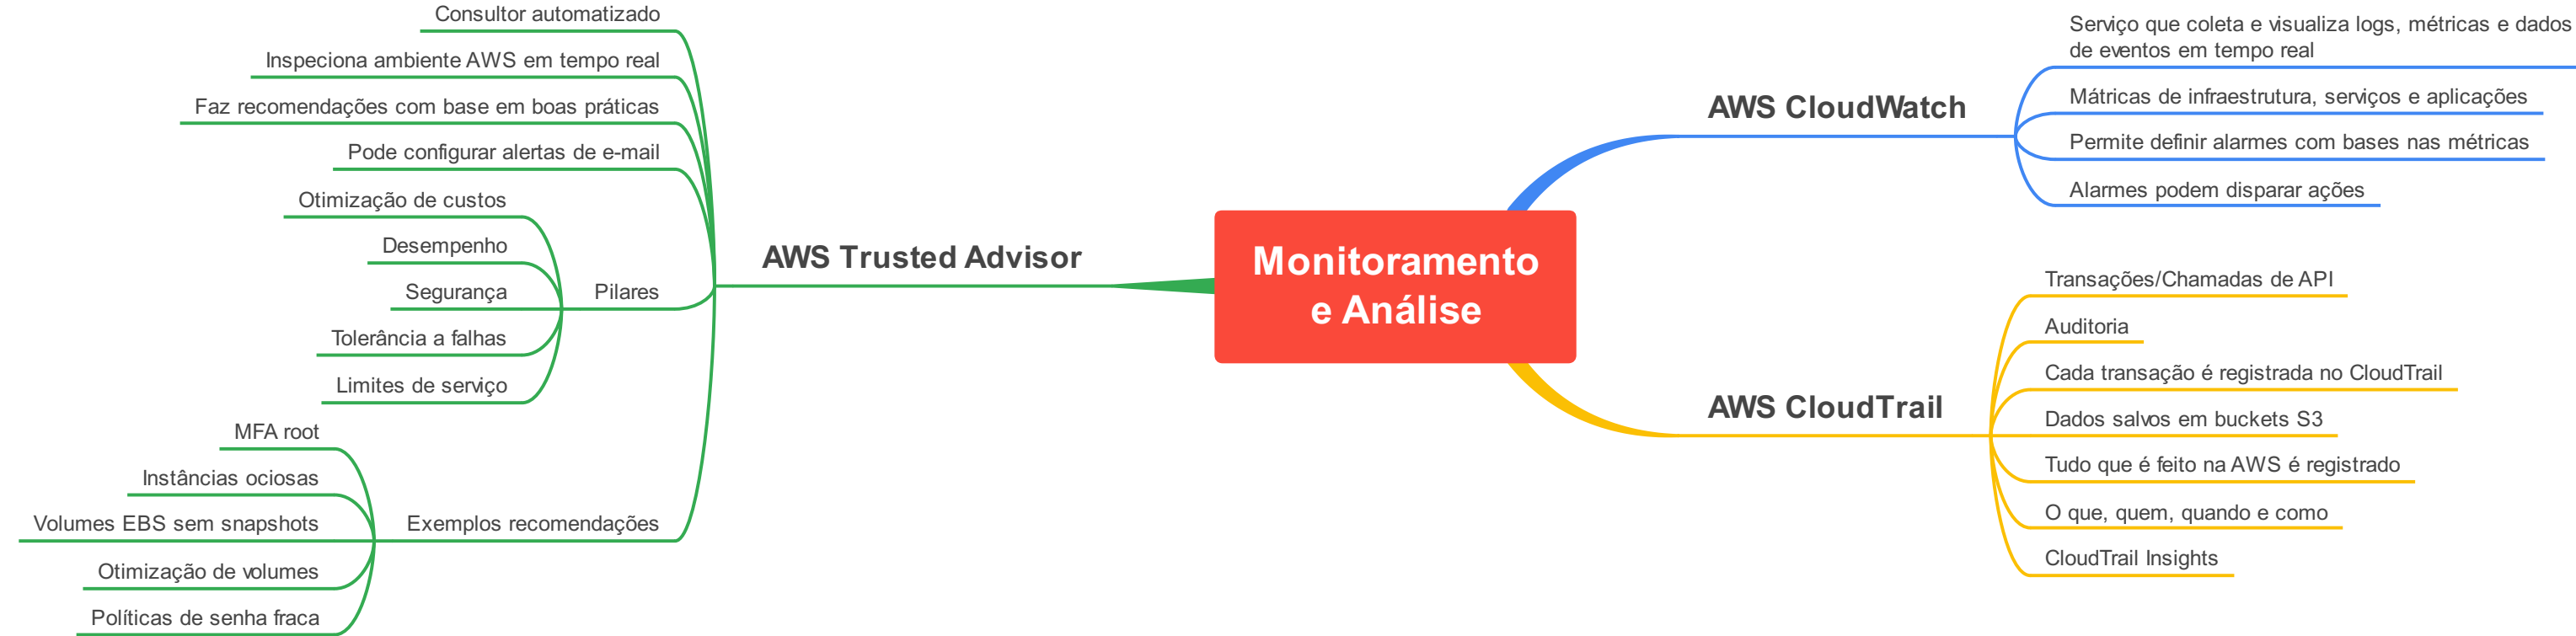 Monitoramento
e Análise
AWS CloudWatch
Serviço que coleta e visualiza logs, métricas e dados
de eventos em tempo real
Mátricas de infraestrutura, serviços e aplicações
Permite definir alarmes com bases nas métricas
Alarmes podem disparar ações
AWS CloudTrail
Transações/Chamadas de API
Auditoria
Cada transação é registrada no CloudTrail
Dados salvos em buckets S3
Tudo que é feito na AWS é registrado
O que, quem, quando e como
CloudTrail Insights
AWS Trusted Advisor
Consultor automatizado
Inspeciona ambiente AWS em tempo real
Faz recomendações com base em boas práticas
Pode configurar alertas de e-mail
Pilares
Otimização de custos
Desempenho
Segurança
Tolerância a falhas
Limites de serviço
Exemplos recomendações
MFA root
Instâncias ociosas
Volumes EBS sem snapshots
Otimização de volumes
Políticas de senha fraca